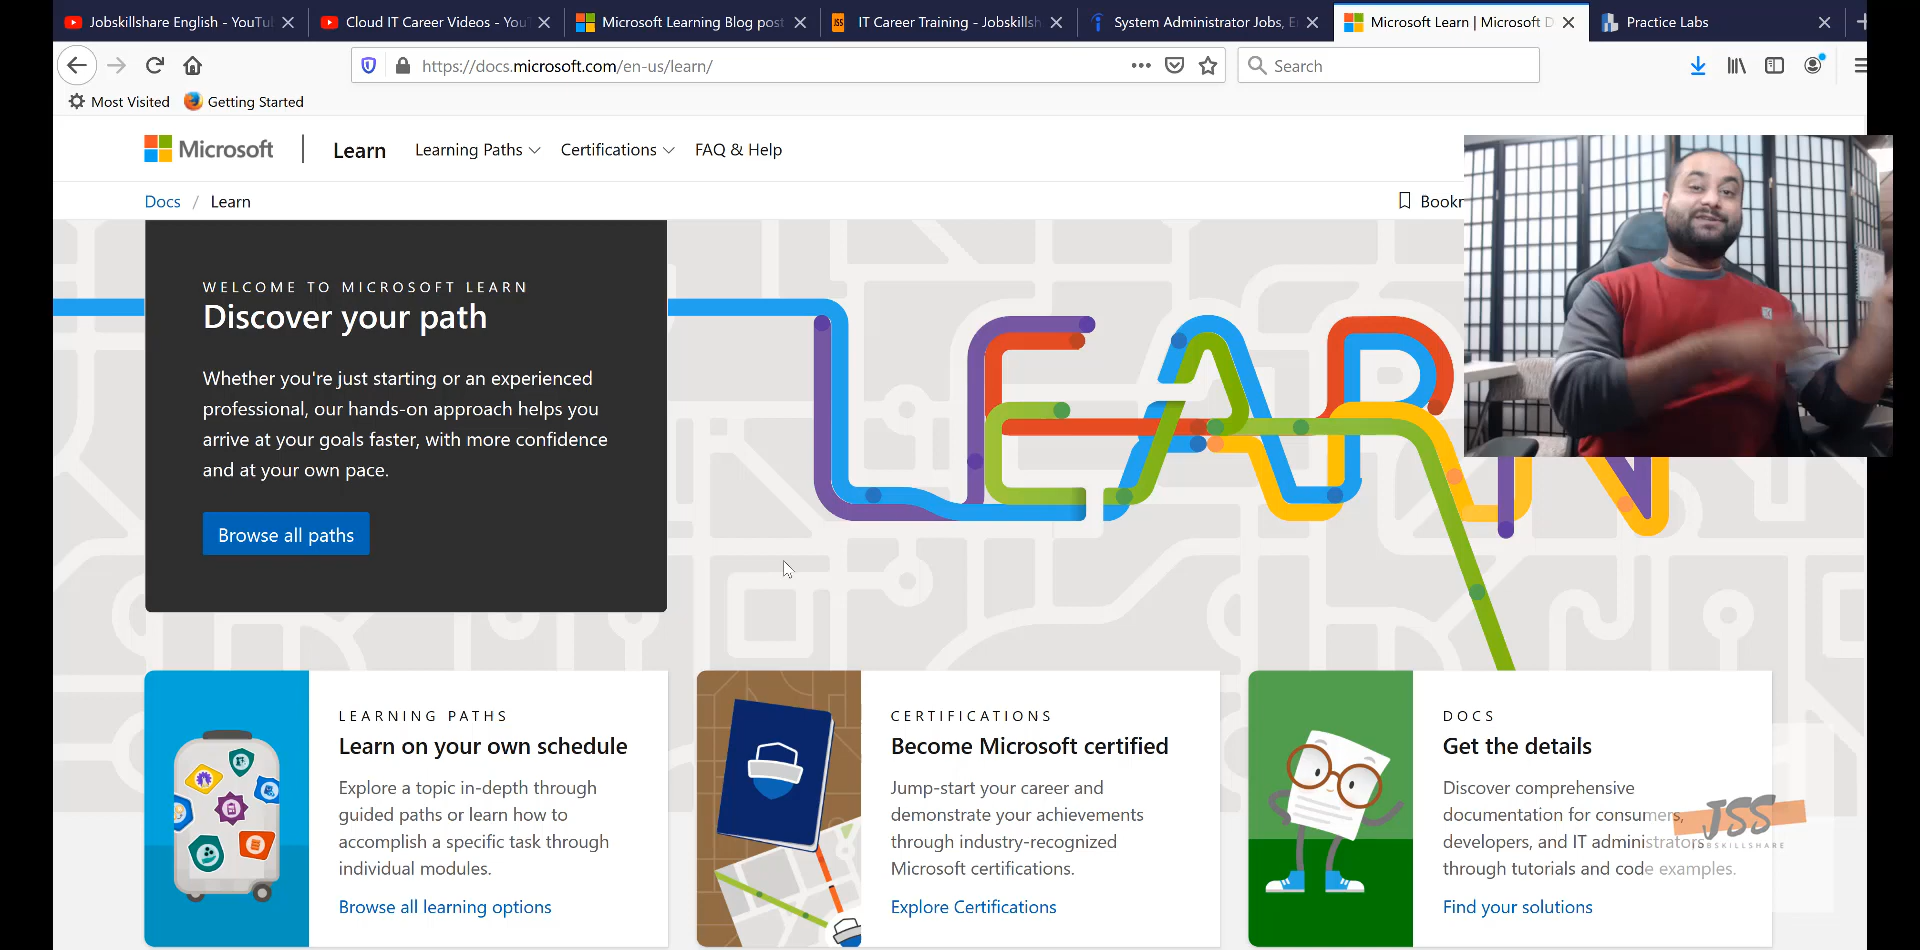 Jobskillshare English - YouTu
Cloud IT Career Videos - You
Microsoft Learning Blog post
JSS
IT Career Training - Jobskillsh
System Administrator Jobs, E
Microsoft Learn | Microsoft D
Practice Labs
https://docs.microsoft.com/en-us/learn/
Search
Most Visited
Getting Started
Microsoft
Learn
Learning Paths
Certifications
FAQ & Help
Docs / Learn
Bookm
WELCOME TO MICROSOFT LEARN
Discover your path
Whether you're just starting or an experienced
professional, our hands-on approach helps you
arrive at your goals faster, with more confidence
and at your own pace.
Browse all paths
LEARN
LEARNING PATHS
Learn on your own schedule
Explore a topic in-depth through
guided paths or learn how to
accomplish a specific task through
individual modules.
Browse all learning options
CERTIFICATIONS
Become Microsoft certified
Jump-start your career and
demonstrate your achievements
through industry-recognized
Microsoft certifications.
Explore Certifications
DOCS
Get the details
Discover comprehensive
documentation for consumers,
developers, and IT administrators
through tutorials and code examples.
Find your solutions
JSS
JOBSKILLSHARE